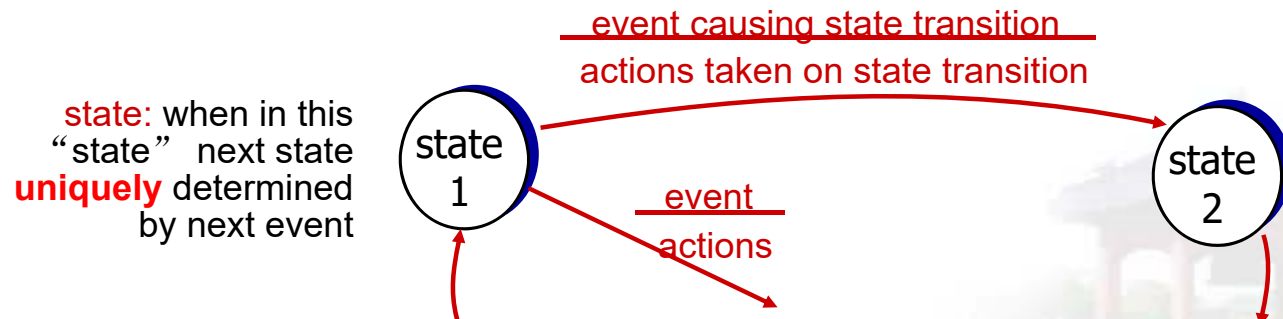 event causing state transition
actions taken on state transition
state: when in this
“state” next state
uniquely determined
by next event
state
1
event
actions
state
2